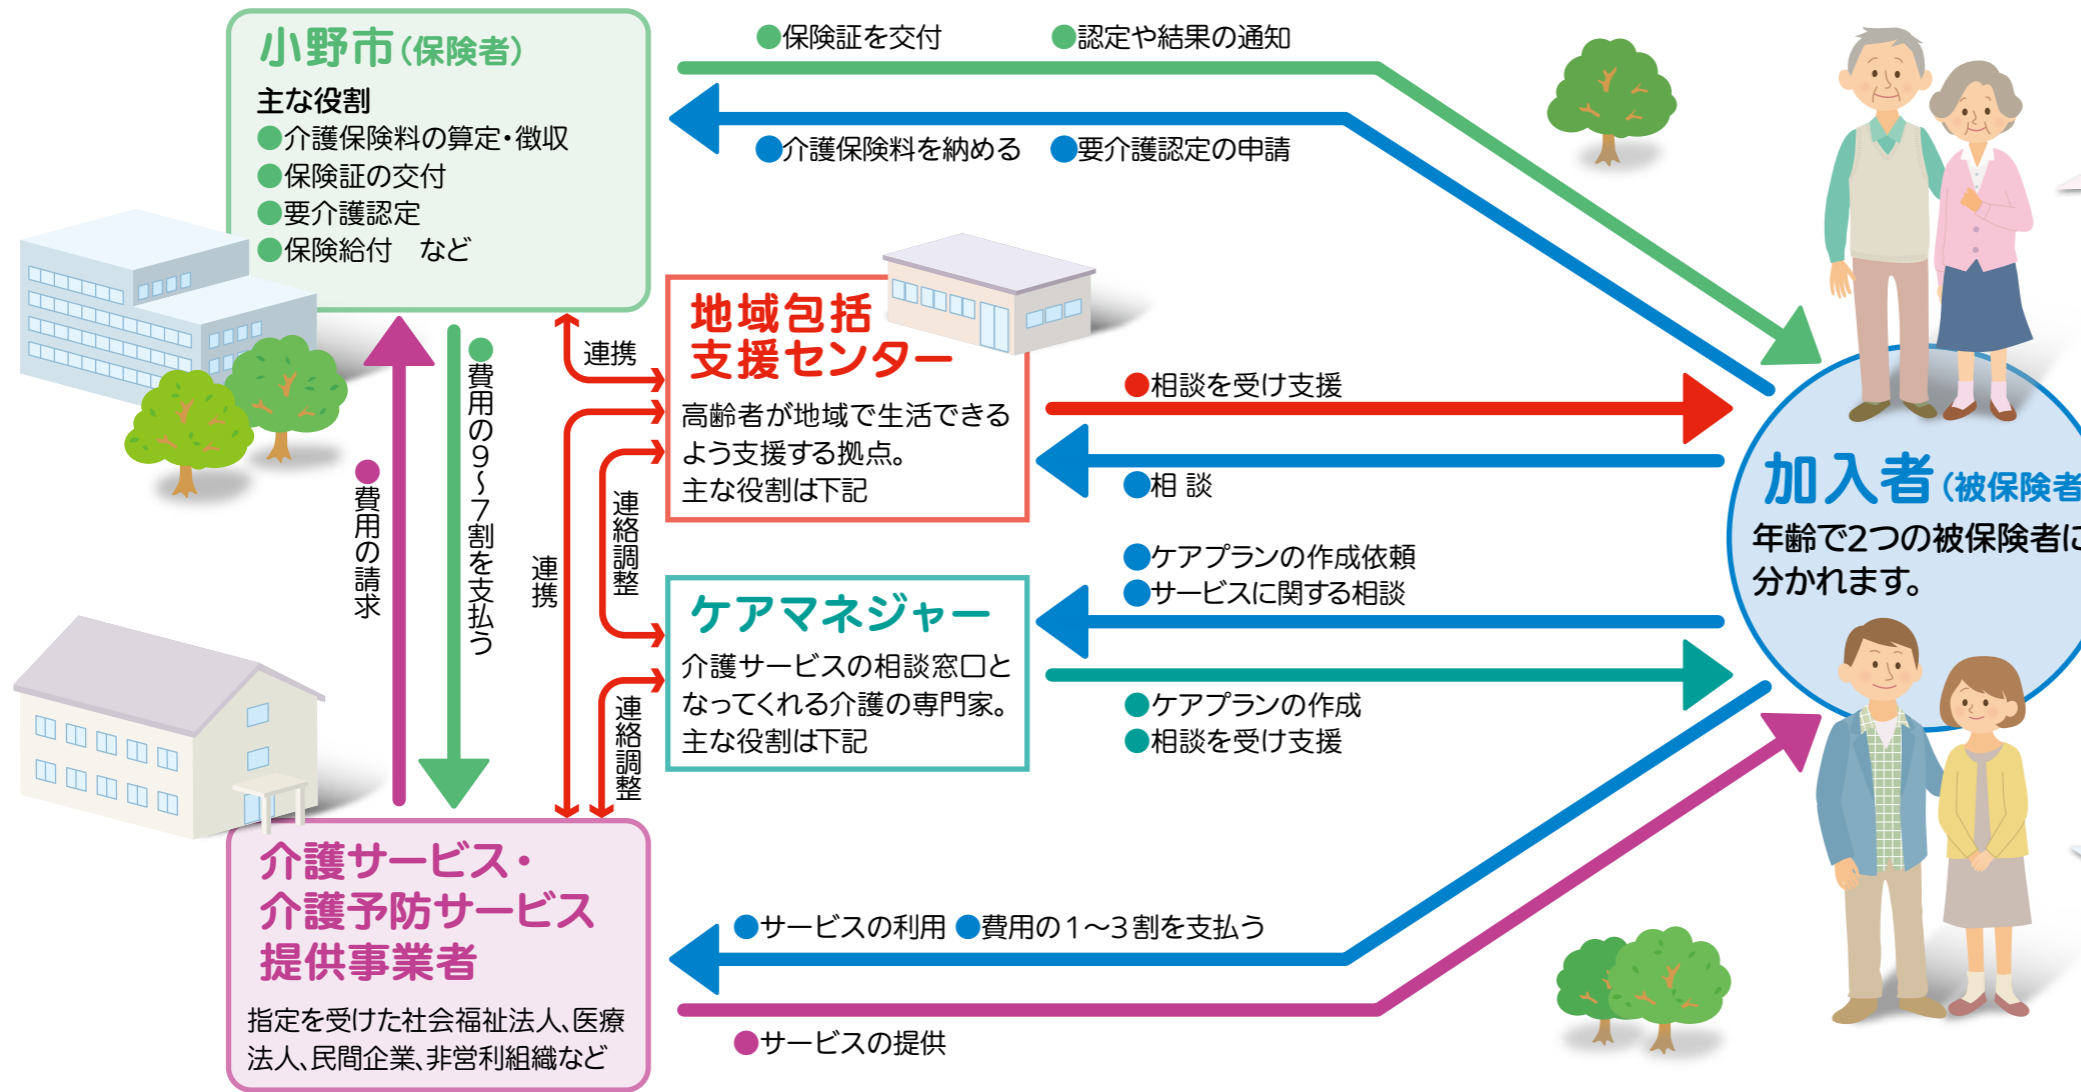 小野市(保険者)
主な役割
●介護保険料の算定・徴収
●保険証の交付
●要介護認定
●保険給付　など
●保険証を交付
●認定や結果の通知
●介護保険料を納める
●要介護認定の申請
地域包括
支援センター
高齢者が地域で生活できる
よう支援する拠点。
主な役割は下記
連携
●費用の9〜7割を支払う
●費用の請求
連携
連絡調整
連絡調整
●相談を受け支援
●相 談
●ケアプランの作成依頼
●サービスに関する相談
ケアマネジャー
介護サービスの相談窓口と
なってくれる介護の専門家。
主な役割は下記
●ケアプランの作成
●相談を受け支援
加入者(被保険者
年齢で2つの被保険者に
分かれます。
介護サービス・
介護予防サービス
提供事業者
指定を受けた社会福祉法人、医療
法人、民間企業、非営利組織など
●サービスの利用 ●費用の1〜3割を支払う
●サービスの提供